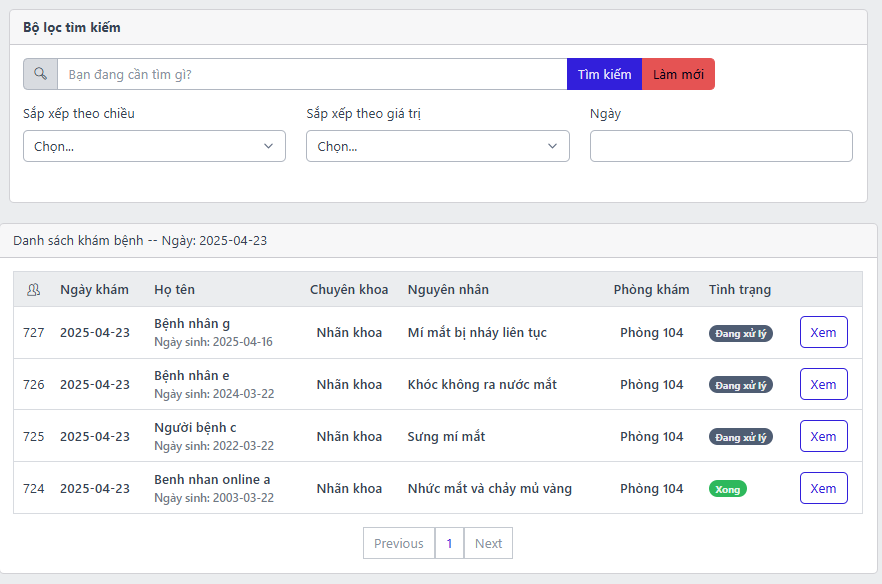 Bộ lọc tìm kiếm
Bạn đang cần tìm gì? Tìm kiếm Làm mới
Sắp xếp theo chiều Sắp xếp theo giá trị Ngày
Chọn... Chọn...
Danh sách khám bệnh -- Ngày: 2025-04-23
Ngày khám Họ tên Chuyên khoa Nguyên nhân Phòng khám Tình trạng
727 2025-04-23 Bệnh nhân g Nhãn khoa Mí mắt bị nháy liên tục Phòng 104 Đang xử lý Xem
Ngày sinh: 2025-04-16
726 2025-04-23 Bệnh nhân e Nhãn khoa Khóc không ra nước mắt Phòng 104 Đang xử lý Xem
Ngày sinh: 2024-03-22
725 2025-04-23 Người bệnh c Nhãn khoa Sưng mí mắt Phòng 104 Đang xử lý Xem
Ngày sinh: 2022-03-22
724 2025-04-23 Benh nhan online a Nhãn khoa Nhức mắt và chảy mủ vàng Phòng 104 Xong Xem
Ngày sinh: 2003-03-22
Previous 1 Next